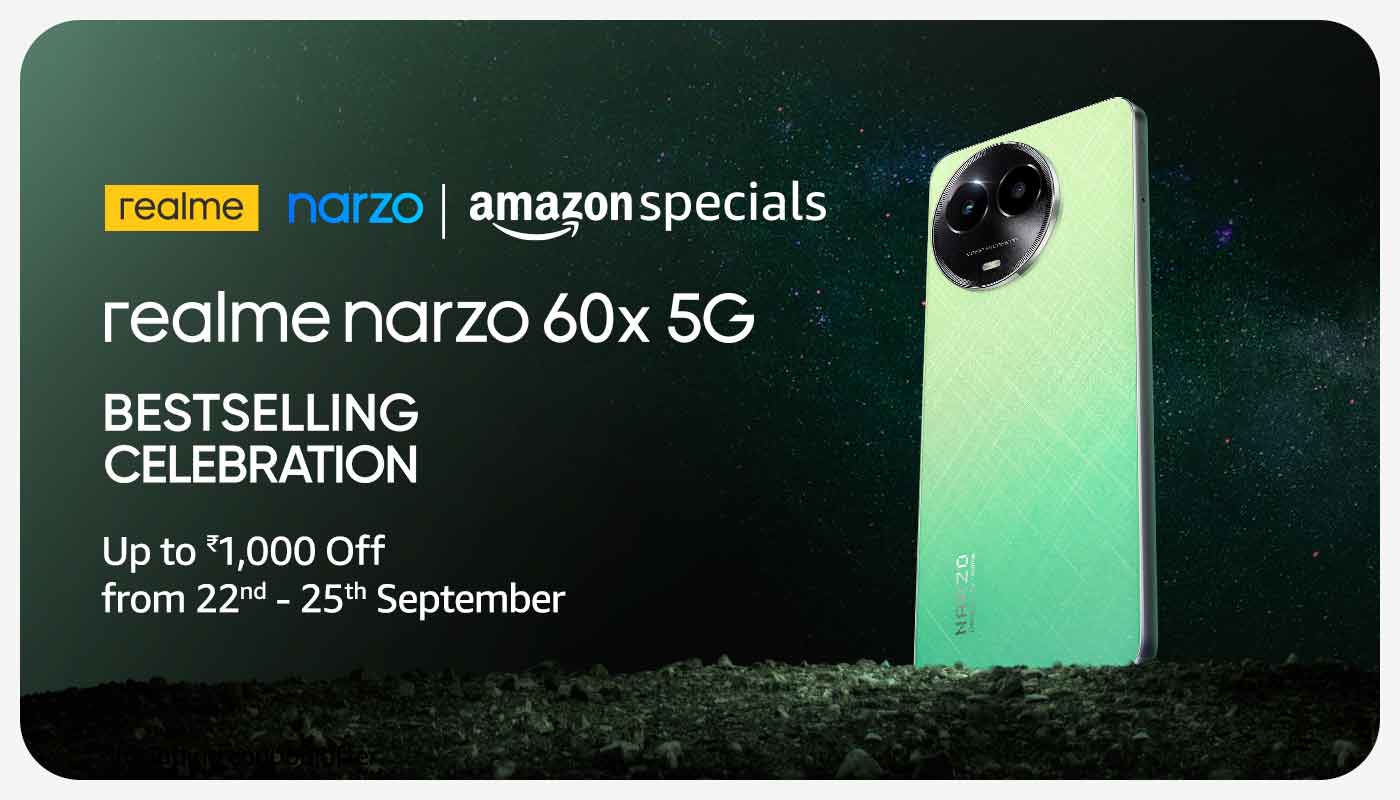 realme narzo | amazon specials
realme narzo 60x 5G
BESTSELLING
CELEBRATION
Up to ₹1,000 Off
from 22nd - 25th September
NARZO